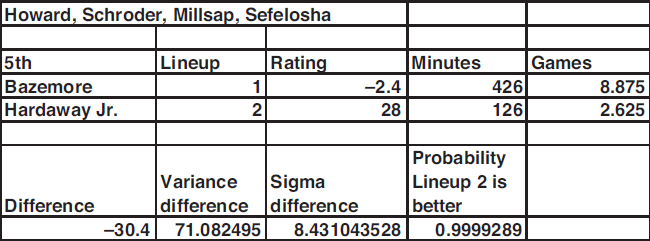 Howard, Schroder, Millsap, Sefelosha
5th Lineup Rating Minutes Games
Bazemore 1 –2.4 426 8.875
Hardaway Jr. 2 28 126 2.625
Difference Variance difference Sigma difference Probability Lineup 2 is better
–30.4 71.082495 8.431043528 0.9999289